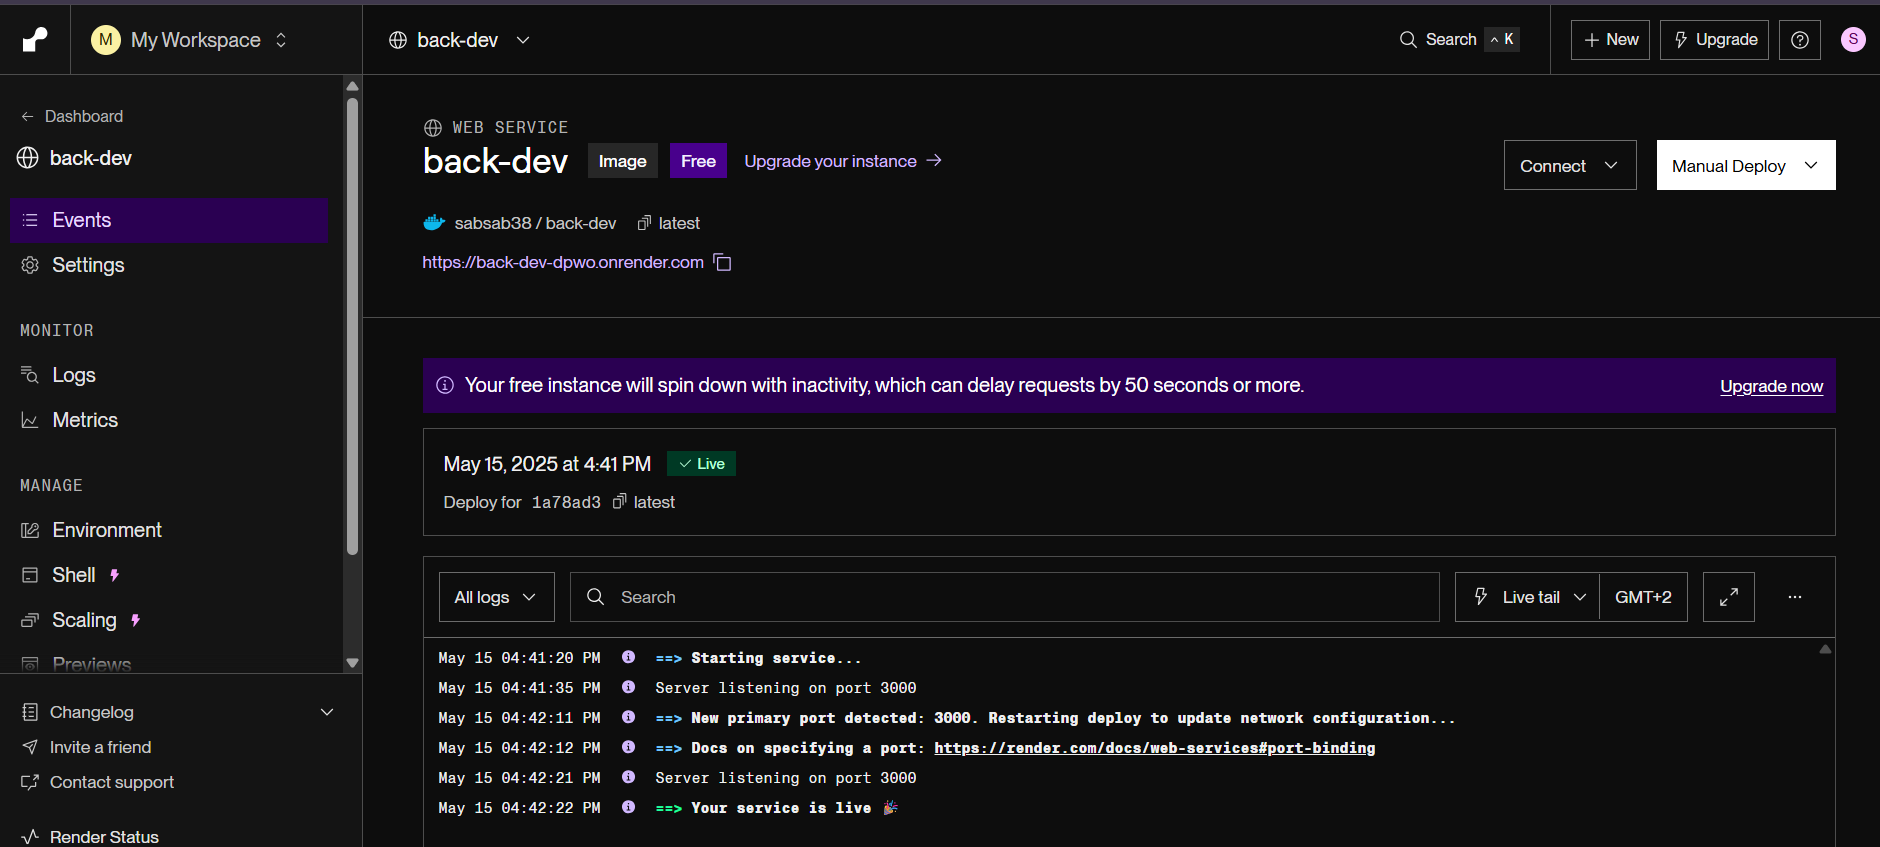 M My Workspace
back-dev
Search ^ K
+ New
Upgrade
S
← Dashboard
back-dev
Events
Settings
MONITOR
Logs
Metrics
MANAGE
Environment
Shell
Scaling
Previews
Changelog
Invite a friend
Contact support
Render Status
WEB SERVICE
back-dev Image Free Upgrade your instance →
Connect
Manual Deploy
sabsab38 / back-dev latest
https://back-dev-dpwo.onrender.com
Your free instance will spin down with inactivity, which can delay requests by 50 seconds or more. Upgrade now
May 15, 2025 at 4:41 PM ✓ Live
Deploy for 1a78ad3 latest
All logs Search Live tail GMT+2 ...
May 15 04:41:20 PM ==> Starting service...
May 15 04:41:35 PM Server listening on port 3000
May 15 04:42:11 PM ==> New primary port detected: 3000. Restarting deploy to update network configuration...
May 15 04:42:12 PM ==> Docs on specifying a port: https://render.com/docs/web-services#port-binding
May 15 04:42:21 PM Server listening on port 3000
May 15 04:42:22 PM ==> Your service is live 🎉